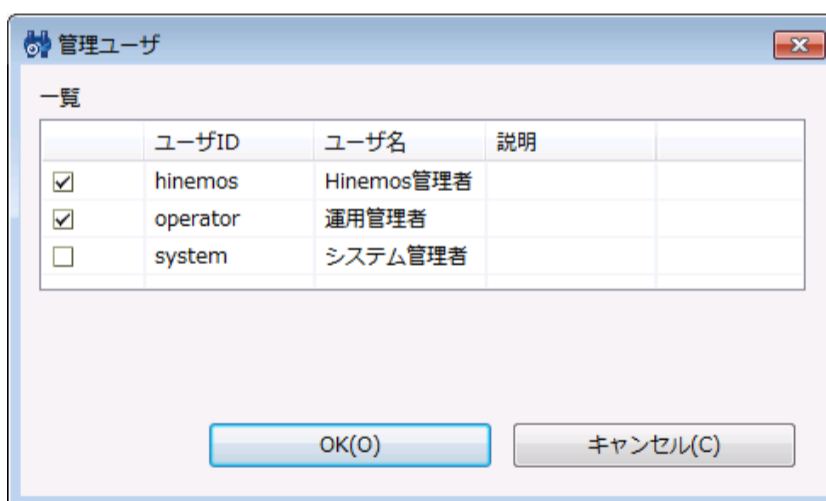 管理ユーザ
一覧
ユーザID ユーザ名 説明
hinemos Hinemos管理者
operator 運用管理者
system システム管理者
OK(O) キャンセル(C)